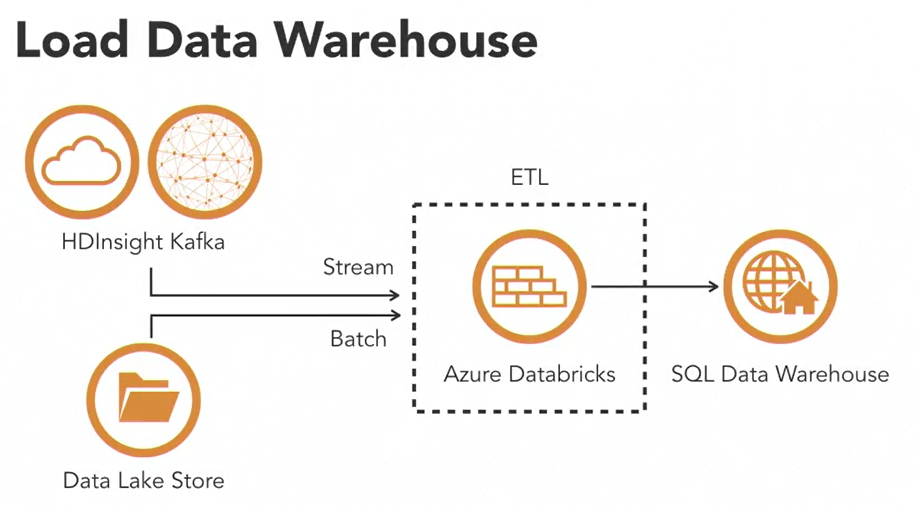 Load Data Warehouse
HDInsight Kafka
Stream
Batch
Data Lake Store
ETL
Azure Databricks
SQL Data Warehouse